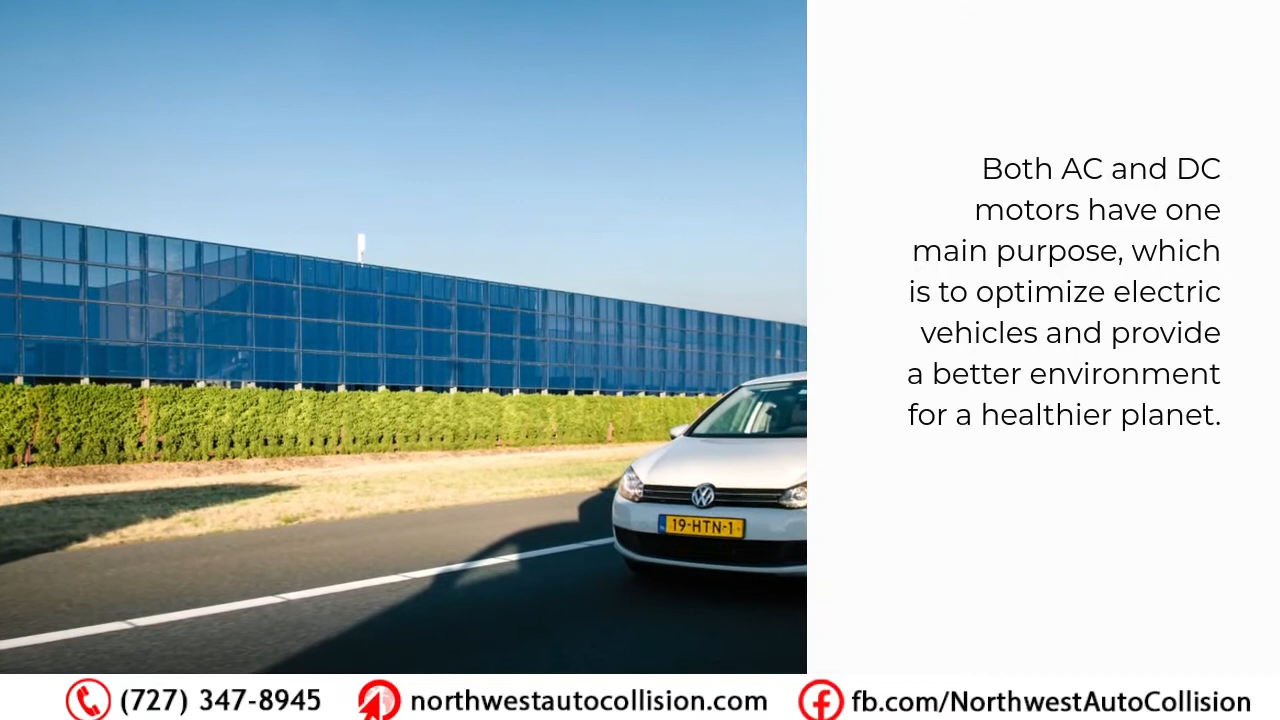 Both AC and DC
motors have one
main purpose, which
is to optimize electric
vehicles and provide
a better environment
for a healthier planet.
19-HTN-1
(727) 347-8945
northwestautocollision.com
fb.com/NorthwestAutoCollision